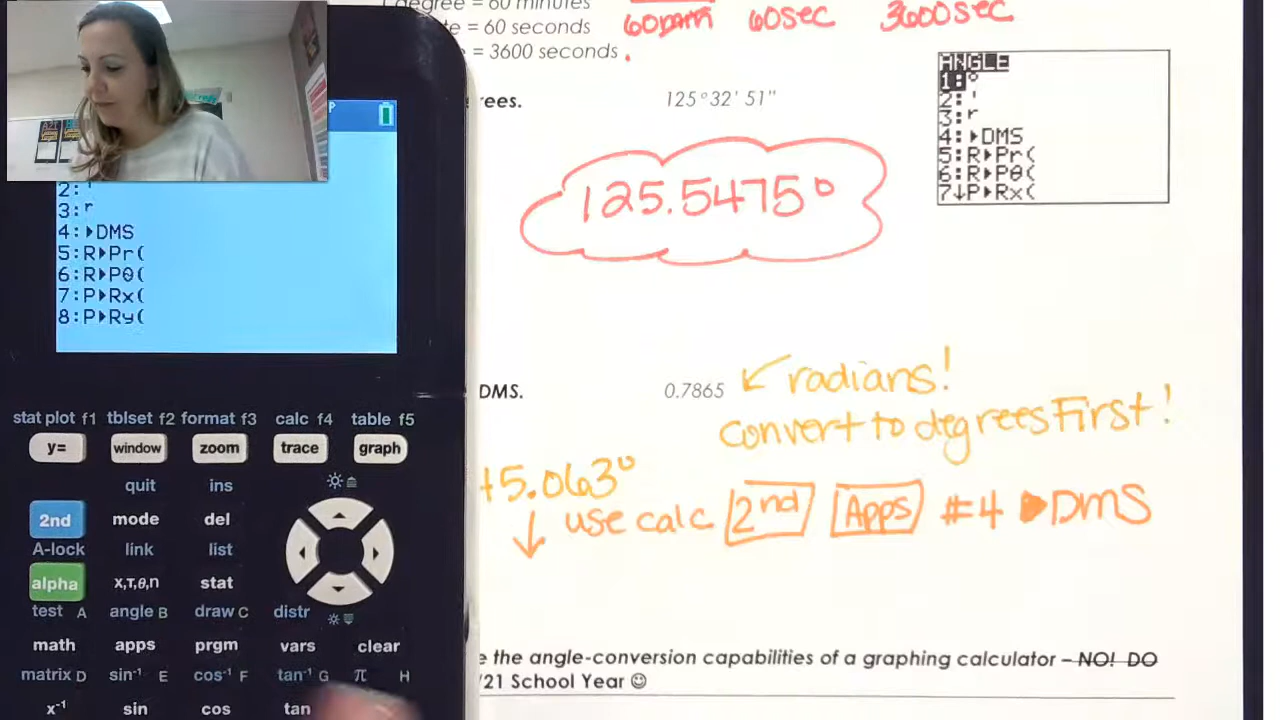 degree = 60 minutes
te = 60 seconds
= 3600 seconds.
60min 60sec 3600sec
rees. 125°32' 51"
125.5475°
ANGLE
1:°
2:'
3:r
4:▶DMS
5:R▶Pr(
6:R▶Pθ(
7↓P▶Rx(
2:'
3:r
4:▶DMS
5:R▶Pr(
6:R▶Pθ(
7:P▶Rx(
8:P▶Ry(
DMS. 0.7865
radians!
convert to degrees First!
45.063°
use calc 2nd Apps #4 ▶DMS
e the angle-conversion capabilities of a graphing calculator – NO! DO
/21 School Year ☺
stat plot f1 tblset f2 format f3 calc f4 table f5
y= window zoom trace graph
quit ins
2nd mode del
A-lock link list
alpha x,T,θ,n stat
test A angle B draw C distr
math apps prgm vars clear
matrix D sin⁻¹ E cos⁻¹ F tan⁻¹ G π H
x⁻¹ sin cos tan